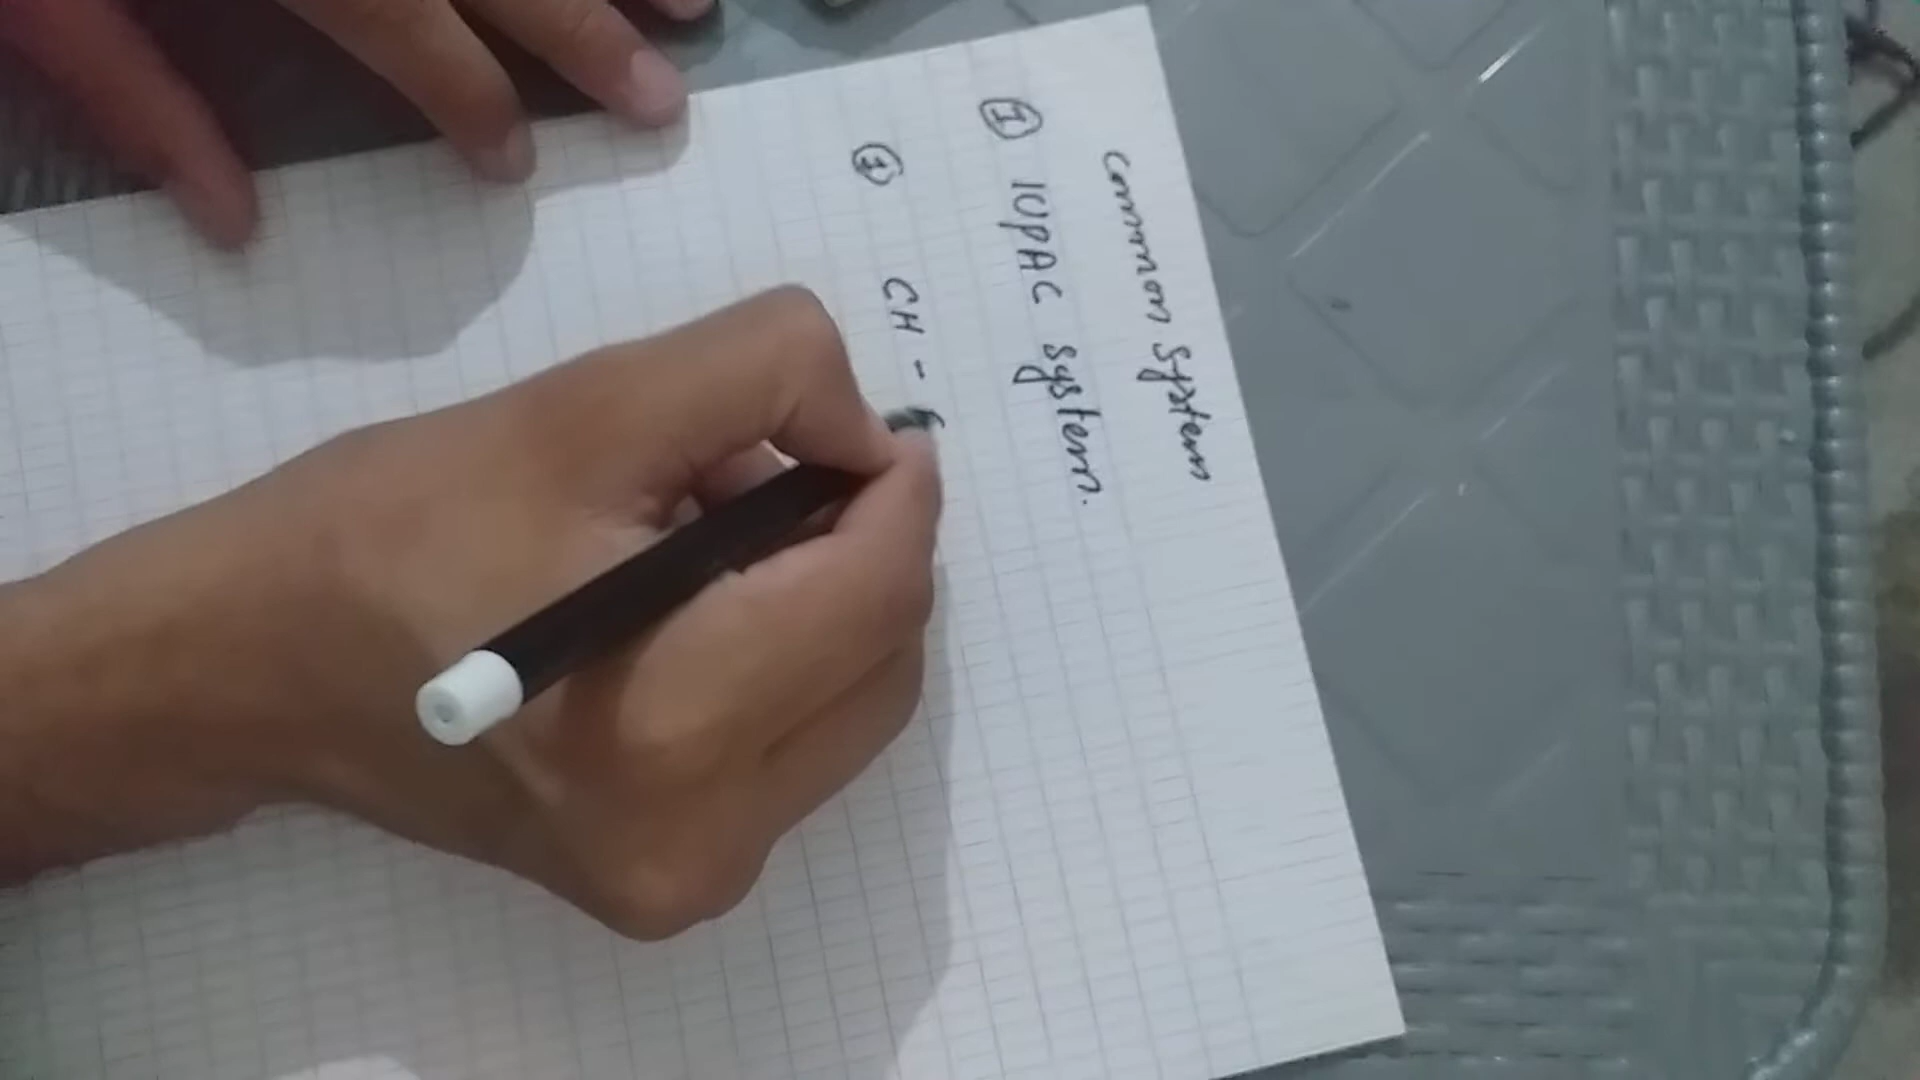 common system
① IUPAC system.
① CH -